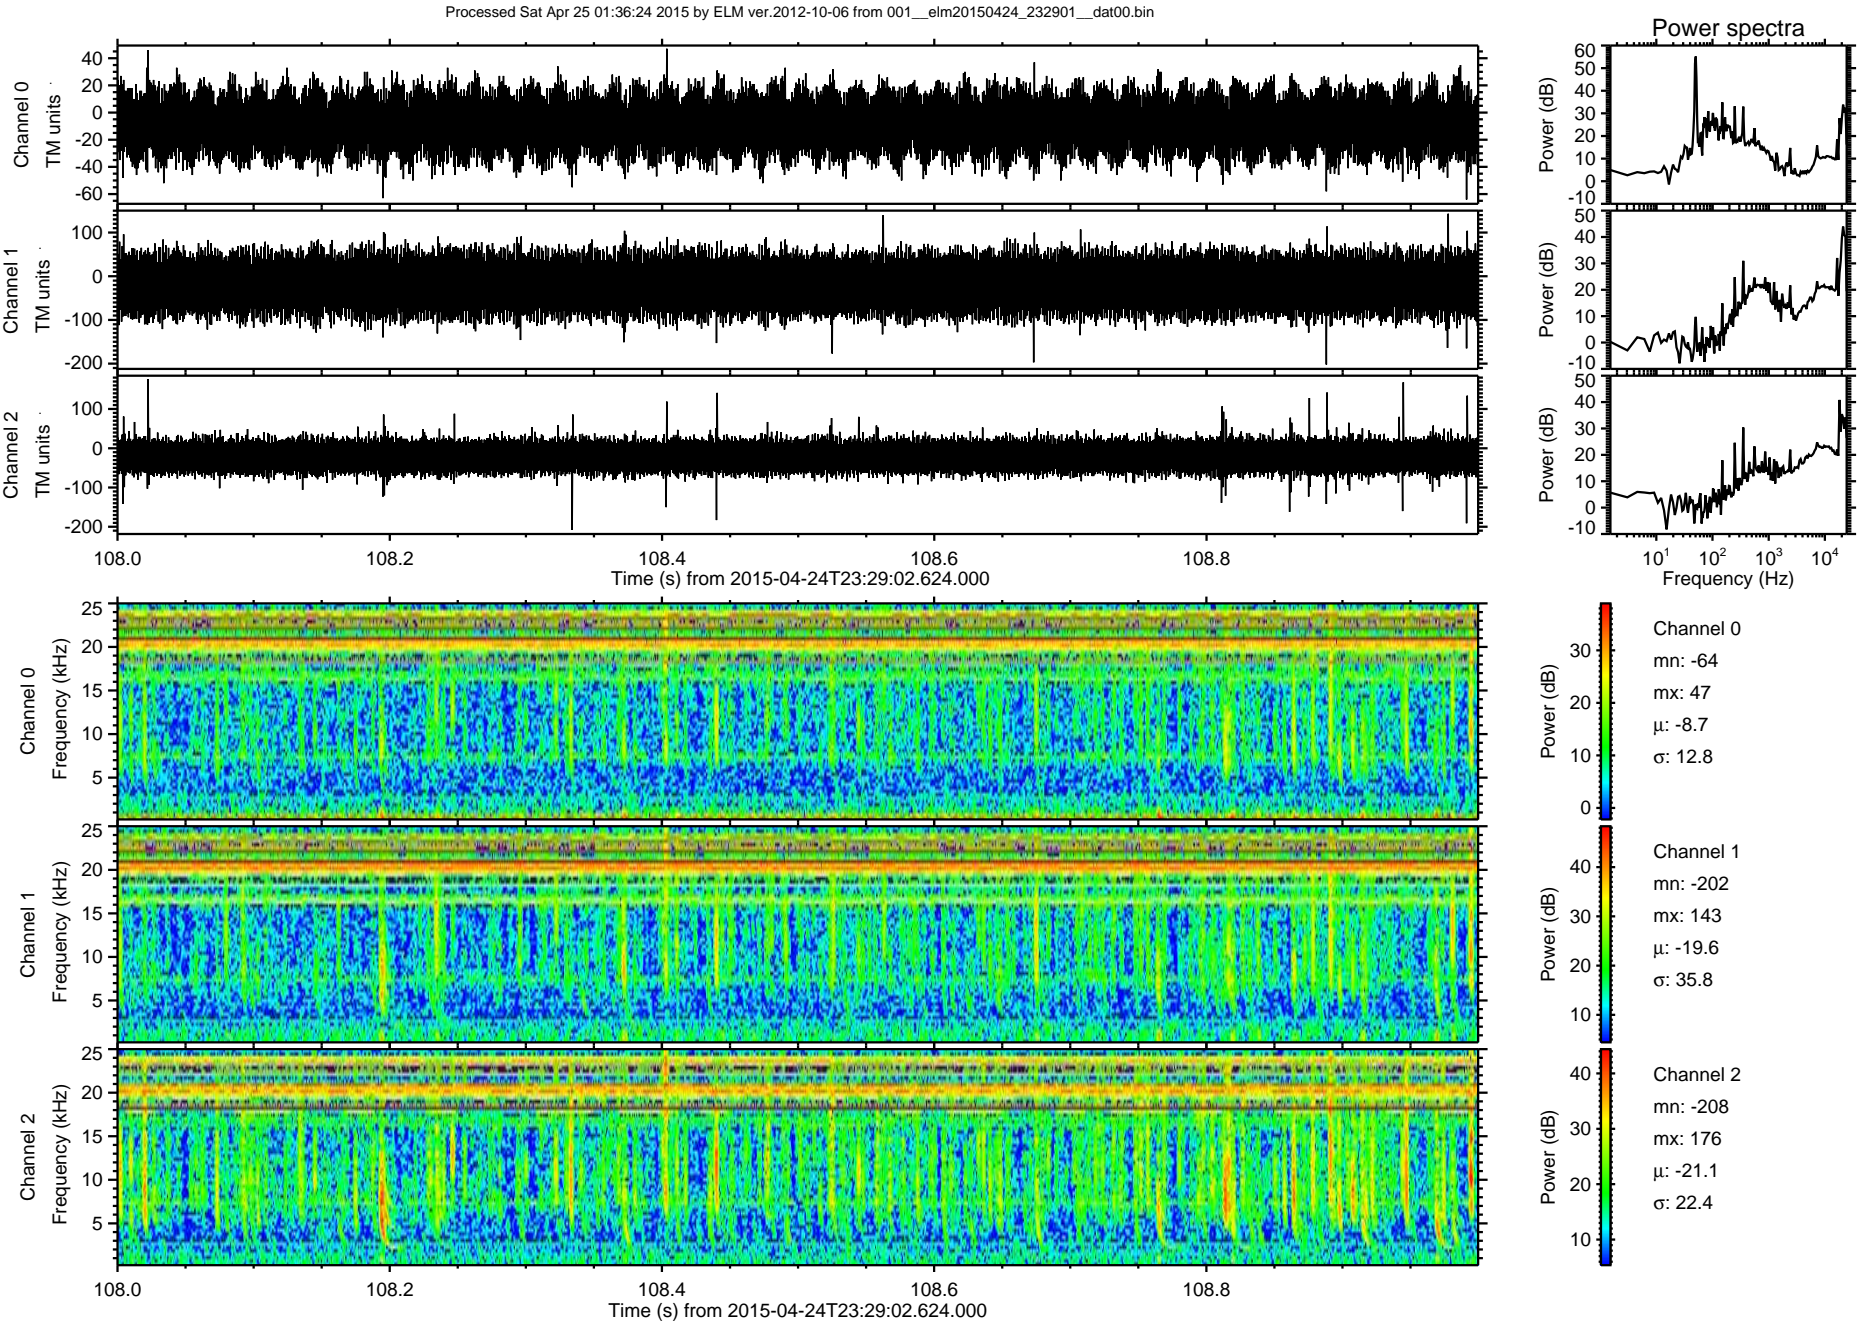 Processed Sat Apr 25 01:36:24 2015 by ELM ver.2012-10-06 from 001__elm20150424_232901__dat00.bin
Power spectra
Channel 0
TM units
40
20
0
-20
-40
-60
Power (dB)
60
50
40
30
20
10
0
-10
Channel 1
TM units
100
0
-100
-200
Power (dB)
50
40
30
20
10
0
-10
Channel 2
TM units
100
0
-100
-200
Power (dB)
50
40
30
20
10
0
-10
108.0 108.2 108.4 108.6 108.8
Time (s) from 2015-04-24T23:29:02.624.000
10^1 10^2 10^3 10^4
Frequency (Hz)
Channel 0
Frequency (kHz)
25
20
15
10
5
Power (dB)
30
20
10
0
Channel 0
mn: -64
mx: 47
μ: -8.7
σ: 12.8
Channel 1
Frequency (kHz)
25
20
15
10
5
Power (dB)
40
30
20
10
Channel 1
mn: -202
mx: 143
μ: -19.6
σ: 35.8
Channel 2
Frequency (kHz)
25
20
15
10
5
Power (dB)
40
30
20
10
Channel 2
mn: -208
mx: 176
μ: -21.1
σ: 22.4
108.0 108.2 108.4 108.6 108.8
Time (s) from 2015-04-24T23:29:02.624.000